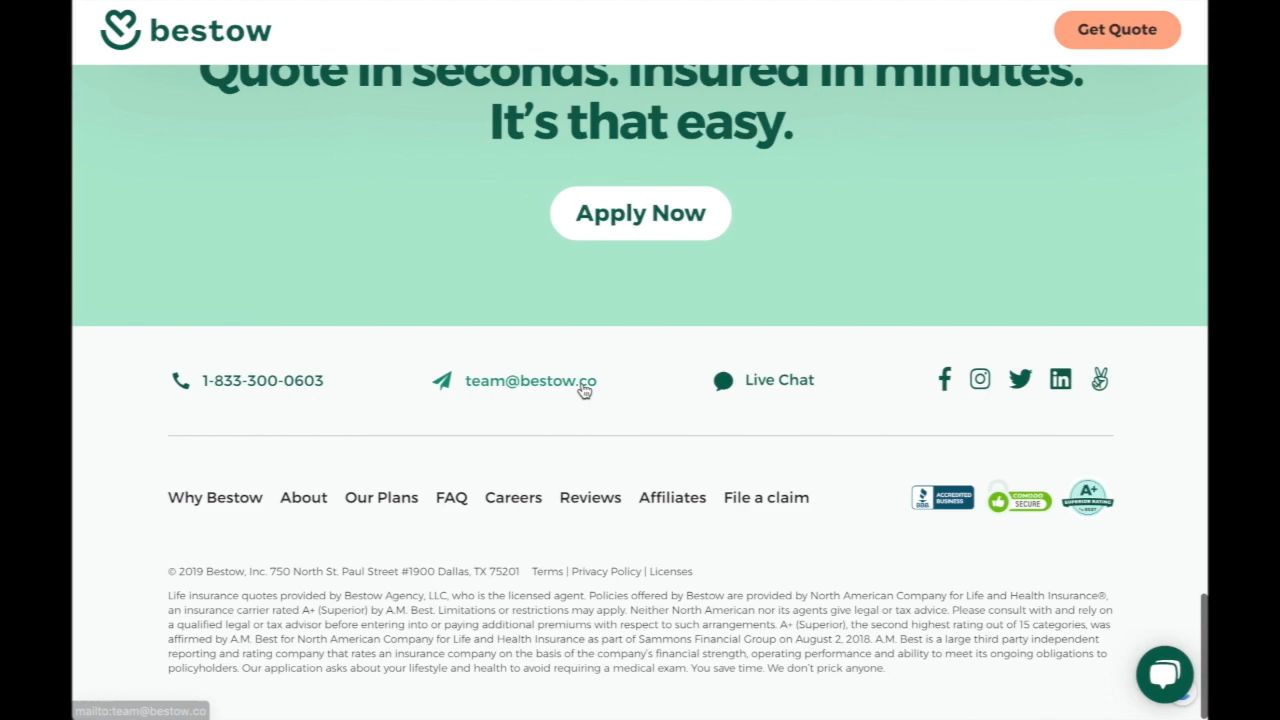 bestow
Get Quote
Quote in seconds. Insured in minutes.
It's that easy.
Apply Now
1-833-300-0603
team@bestow.co
Live Chat
Why Bestow About Our Plans FAQ Careers Reviews Affiliates File a claim
BBB ACCREDITED BUSINESS
COMODO SECURE
A+ SUPERIOR RATING
© 2019 Bestow, Inc. 750 North St. Paul Street #1900 Dallas, TX 75201 Terms | Privacy Policy | Licenses
Life insurance quotes provided by Bestow Agency, LLC, who is the licensed agent. Policies offered by Bestow are provided by North American Company for Life and Health Insurance®,
an insurance carrier rated A+ (Superior) by A.M. Best. Limitations or restrictions may apply. Neither North American nor its agents give legal or tax advice. Please consult with and rely on
a qualified legal or tax advisor before entering into or paying additional premiums with respect to such arrangements. A+ (Superior), the second highest rating out of 15 categories, was
affirmed by A.M. Best for North American Company for Life and Health Insurance as part of Sammons Financial Group on August 2, 2018. A.M. Best is a large third party independent
reporting and rating company that rates an insurance company on the basis of the company's financial strength, operating performance and ability to meet its ongoing obligations to
policyholders. Our application asks about your lifestyle and health to avoid requiring a medical exam. You save time. We don't prick anyone.
mailto:team@bestow.co